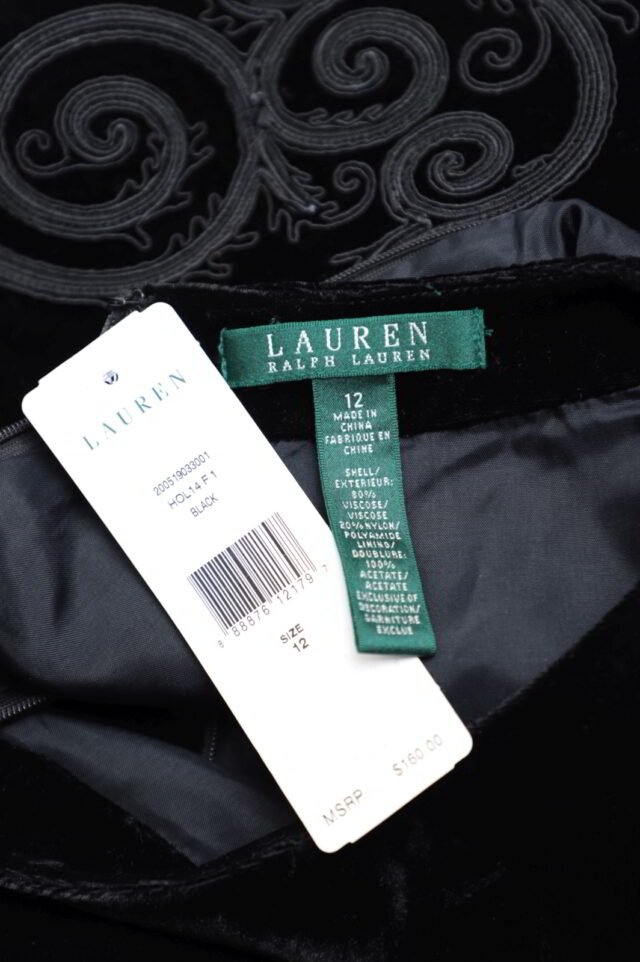 LAUREN
RALPH LAUREN
12
MADE IN
CHINA
FABRIQUE EN
CHINE
SHELL/
EXTERIEUR:
80%
VISCOSE/
VISCOSE
20% NYLON/
POLYAMIDE
LINING/
DOUBLURE:
100%
ACETATE/
ACETATE
EXCLUSIVE OF
DECORATION/
GARNITURE
EXCLUE
LAUREN
200519033001
HOL14 F1
BLACK
8 88876 12179 7
SIZE
12
MSRP $160.00